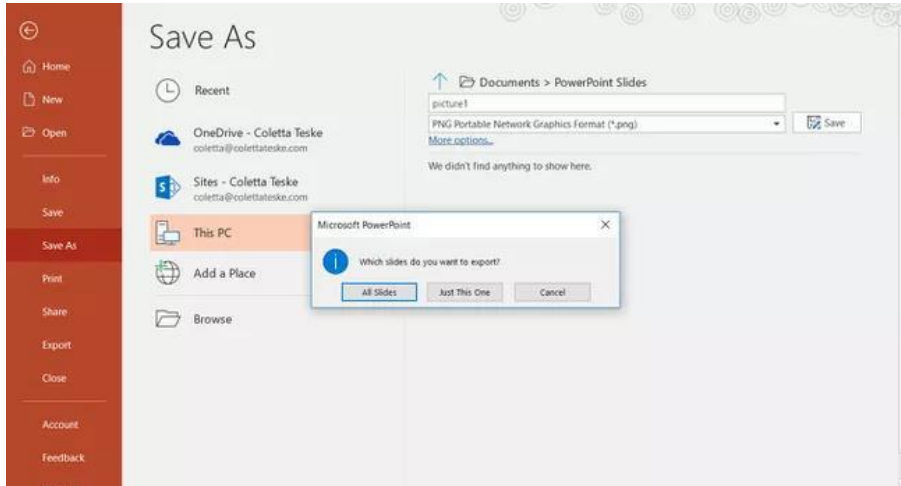 Save As
Home
New
Open
Info
Save
Save As
Print
Share
Export
Close
Account
Feedback
Recent
OneDrive - Coletta Teske
coletta@colettateske.com
Sites - Coletta Teske
coletta@colettateske.com
This PC
Add a Place
Browse
Documents > PowerPoint Slides
picture1
PNG Portable Network Graphics Format (*.png)
Save
More options...
We didn't find anything to show here.
Microsoft PowerPoint
Which slides do you want to export?
All Slides
Just This One
Cancel